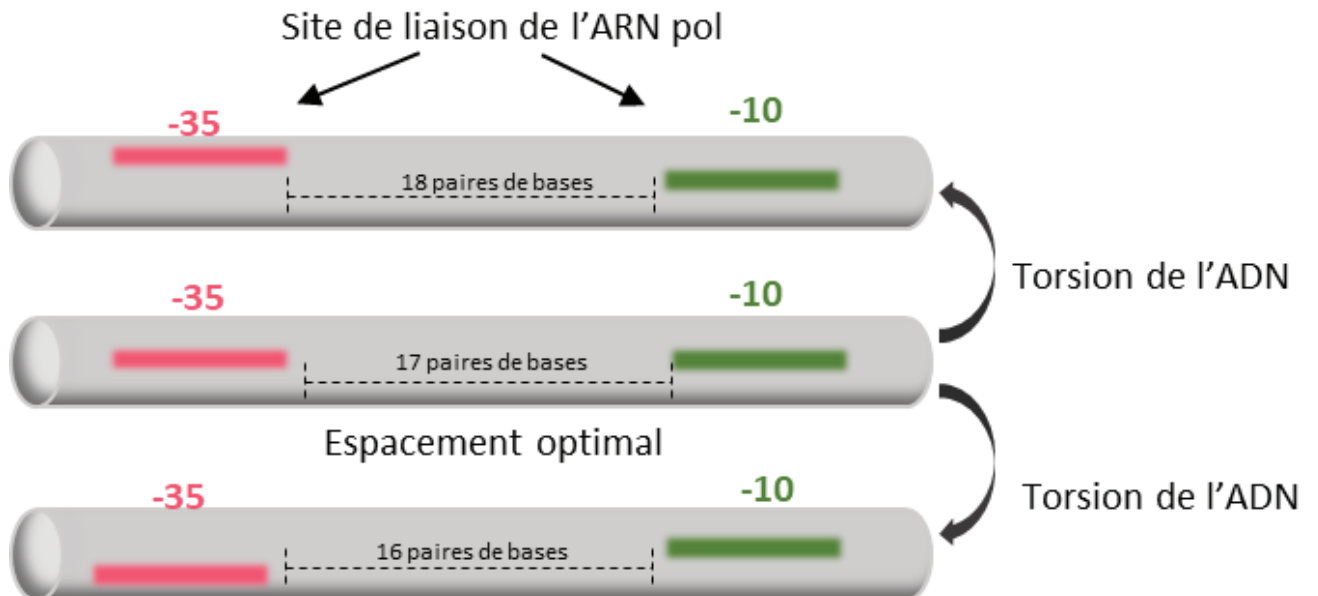 Site de liaison de l’ARN pol
-35
-10
18 paires de bases
Torsion de l’ADN
-35
-10
17 paires de bases
Espacement optimal
-35
-10
Torsion de l’ADN
16 paires de bases